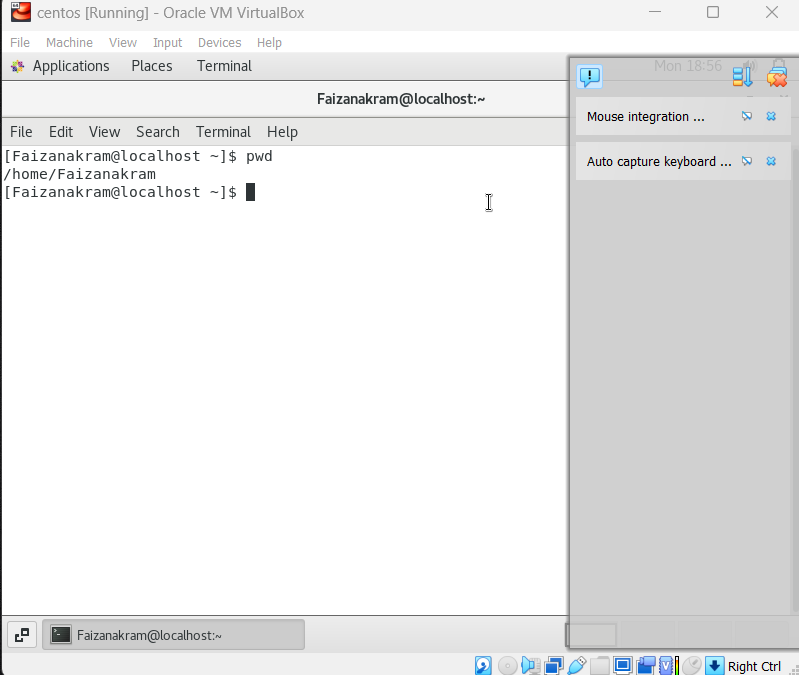 centos [Running] - Oracle VM VirtualBox
File Machine View Input Devices Help
Applications Places Terminal Mon 18:56
Faizanakram@localhost:~
File Edit View Search Terminal Help
[Faizanakram@localhost ~]$ pwd
/home/Faizanakram
[Faizanakram@localhost ~]$
Mouse integration ...
Auto capture keyboard ...
Faizanakram@localhost:~
Right Ctrl